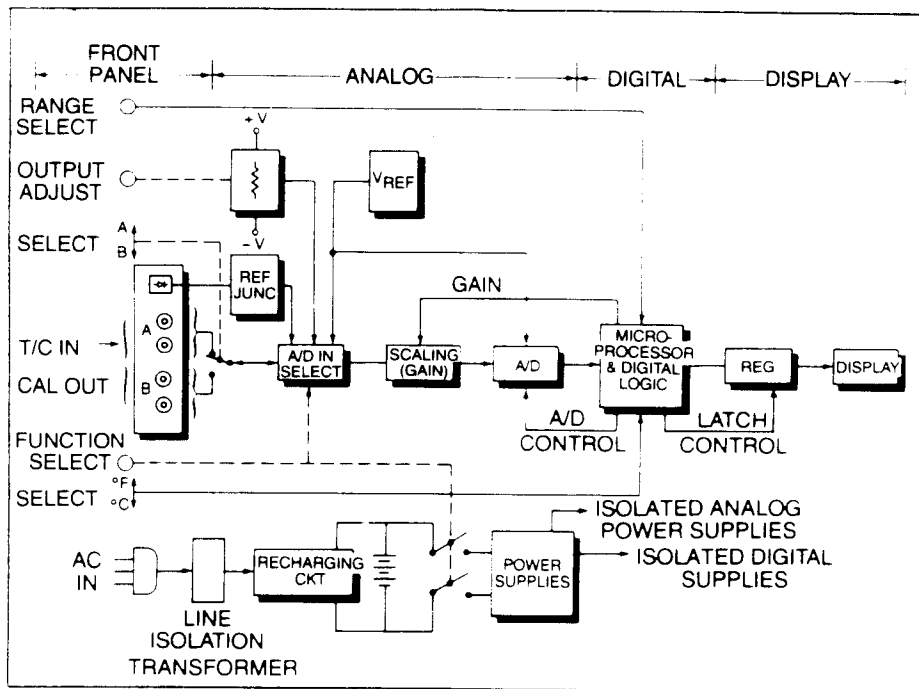 FRONT
PANEL
ANALOG
DIGITAL
DISPLAY
RANGE
SELECT
+ V
OUTPUT
ADJUST
VREF
SELECT
A
B
– V
REF
JUNC
GAIN
T/C IN
A
CAL OUT
B
A/D IN
SELECT
SCALING
(GAIN)
A/D
MICRO-
PROCESSOR
& DIGITAL
LOGIC
REG
DISPLAY
A/D
CONTROL
LATCH
CONTROL
FUNCTION
SELECT
SELECT
°F
°C
ISOLATED ANALOG
POWER SUPPLIES
ISOLATED DIGITAL
SUPPLIES
AC
IN
RECHARGING
CKT
POWER
SUPPLIES
LINE
ISOLATION
TRANSFORMER